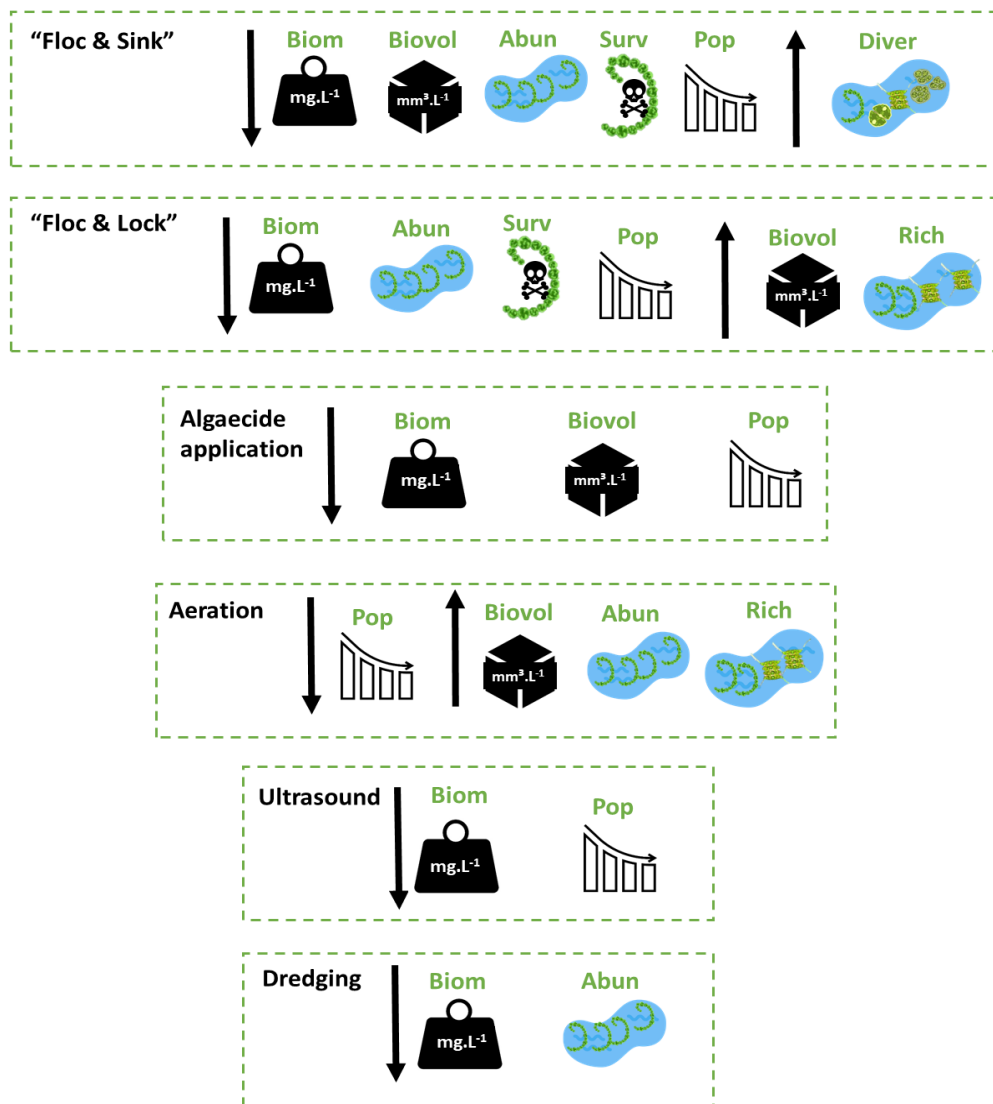 “Floc & Sink”
Biom
Biovol
Abun
Surv
Pop
Diver
mg.L⁻¹
mm³.L⁻¹
“Floc & Lock”
Biom
Abun
Surv
Pop
Biovol
Rich
mg.L⁻¹
mm³.L⁻¹
Algaecide
application
Biom
Biovol
Pop
mg.L⁻¹
mm³.L⁻¹
Aeration
Pop
Biovol
Abun
Rich
mm³.L⁻¹
Ultrasound
Biom
Pop
mg.L⁻¹
Dredging
Biom
Abun
mg.L⁻¹